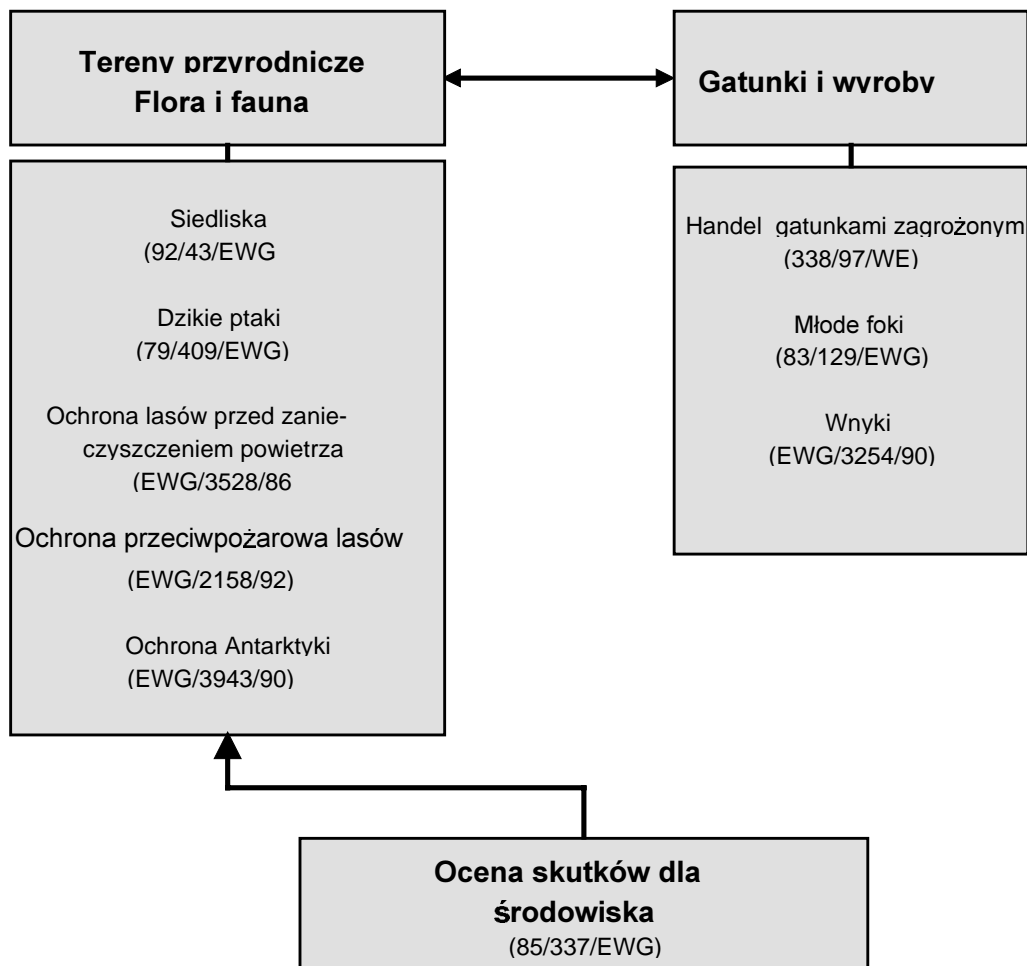 Tereny przyrodnicze
Flora i fauna
Siedliska
(92/43/EWG
Dzikie ptaki
(79/409/EWG)
Ochrona lasów przed zanie-
czyszczeniem powietrza
(EWG/3528/86
Ochrona przeciwpożarowa lasów
(EWG/2158/92)
Ochrona Antarktyki
(EWG/3943/90)
Gatunki i wyroby
Handel gatunkami zagrożonym
(338/97/WE)
Młode foki
(83/129/EWG)
Wnyki
(EWG/3254/90)
Ocena skutków dla
środowiska
(85/337/EWG)